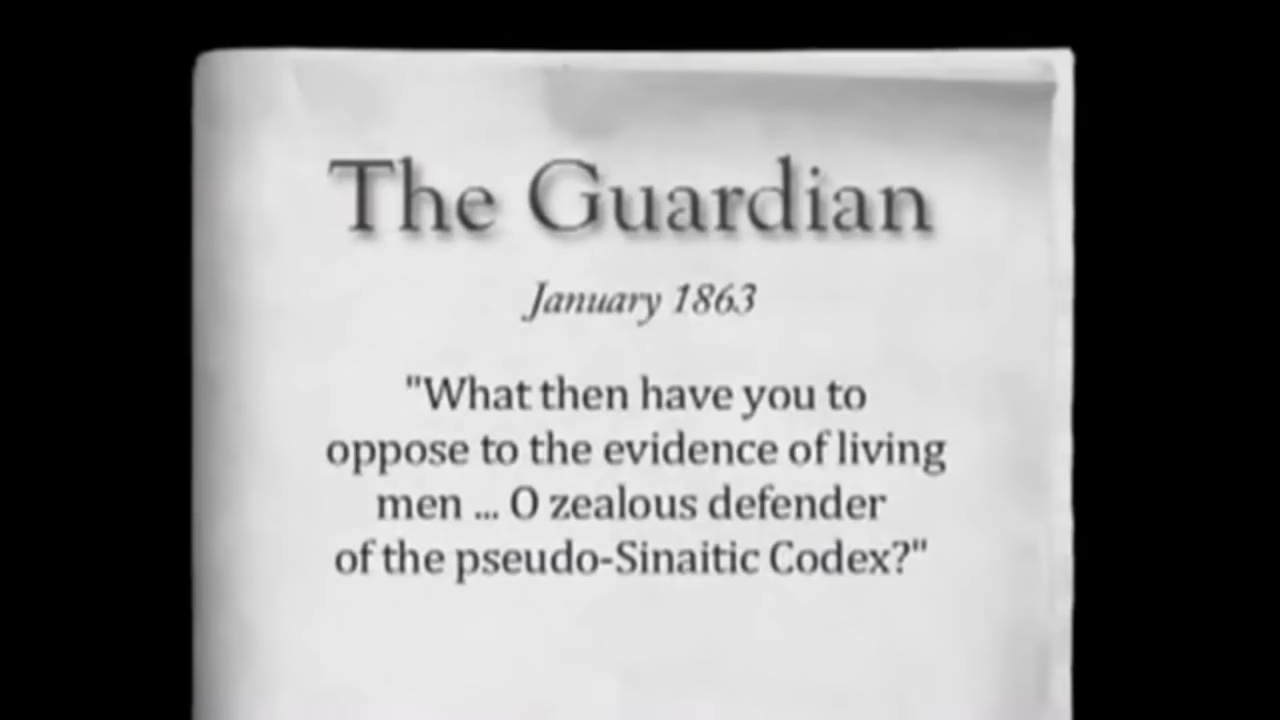 The Guardian
January 1863
"What then have you to
oppose to the evidence of living
men ... O zealous defender
of the pseudo-Sinaitic Codex?"